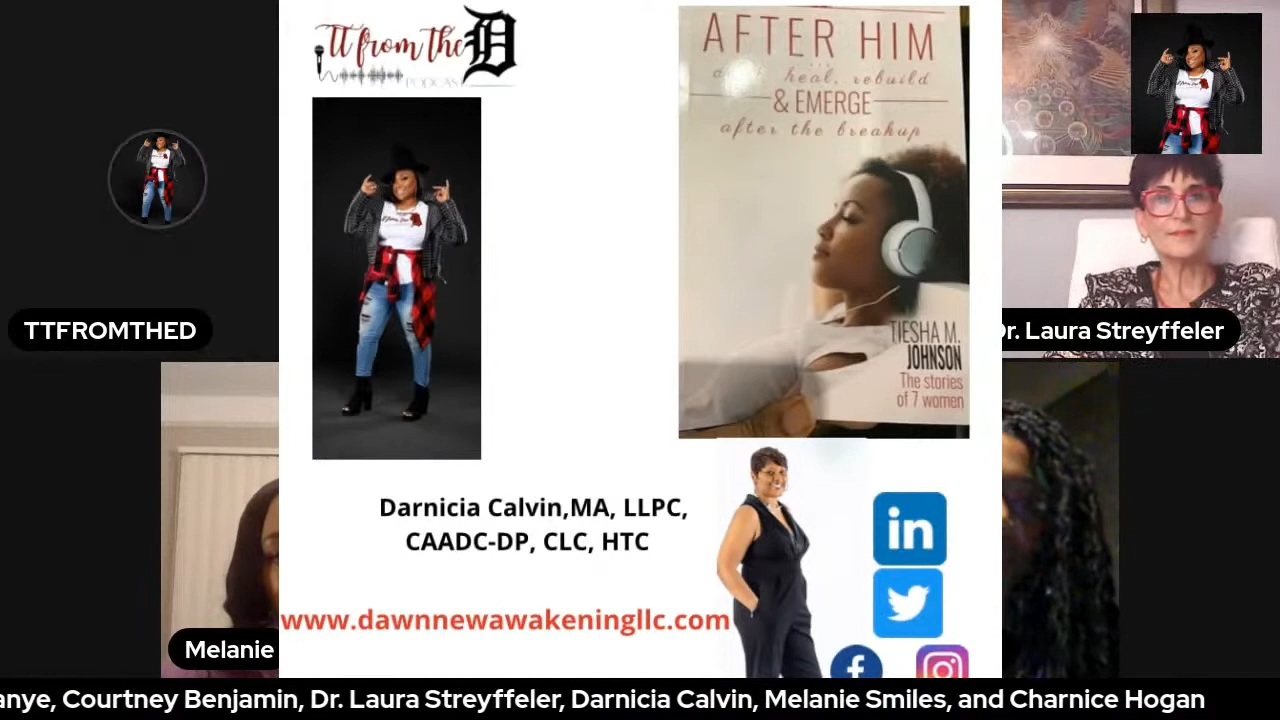 tt from the D
PODCAST
AFTER HIM
heal, rebuild
& EMERGE
after the breakup
TIESHA M.
JOHNSON
The stories
of 7 women
TTFROMTHED
Dr. Laura Streyffeler
Darnicia Calvin,MA, LLPC,
CAADC-DP, CLC, HTC
in
www.dawnnewawakeningllc.com
f
Melanie
anye, Courtney Benjamin, Dr. Laura Streyffeler, Darnicia Calvin, Melanie Smiles, and Charnice Hogan